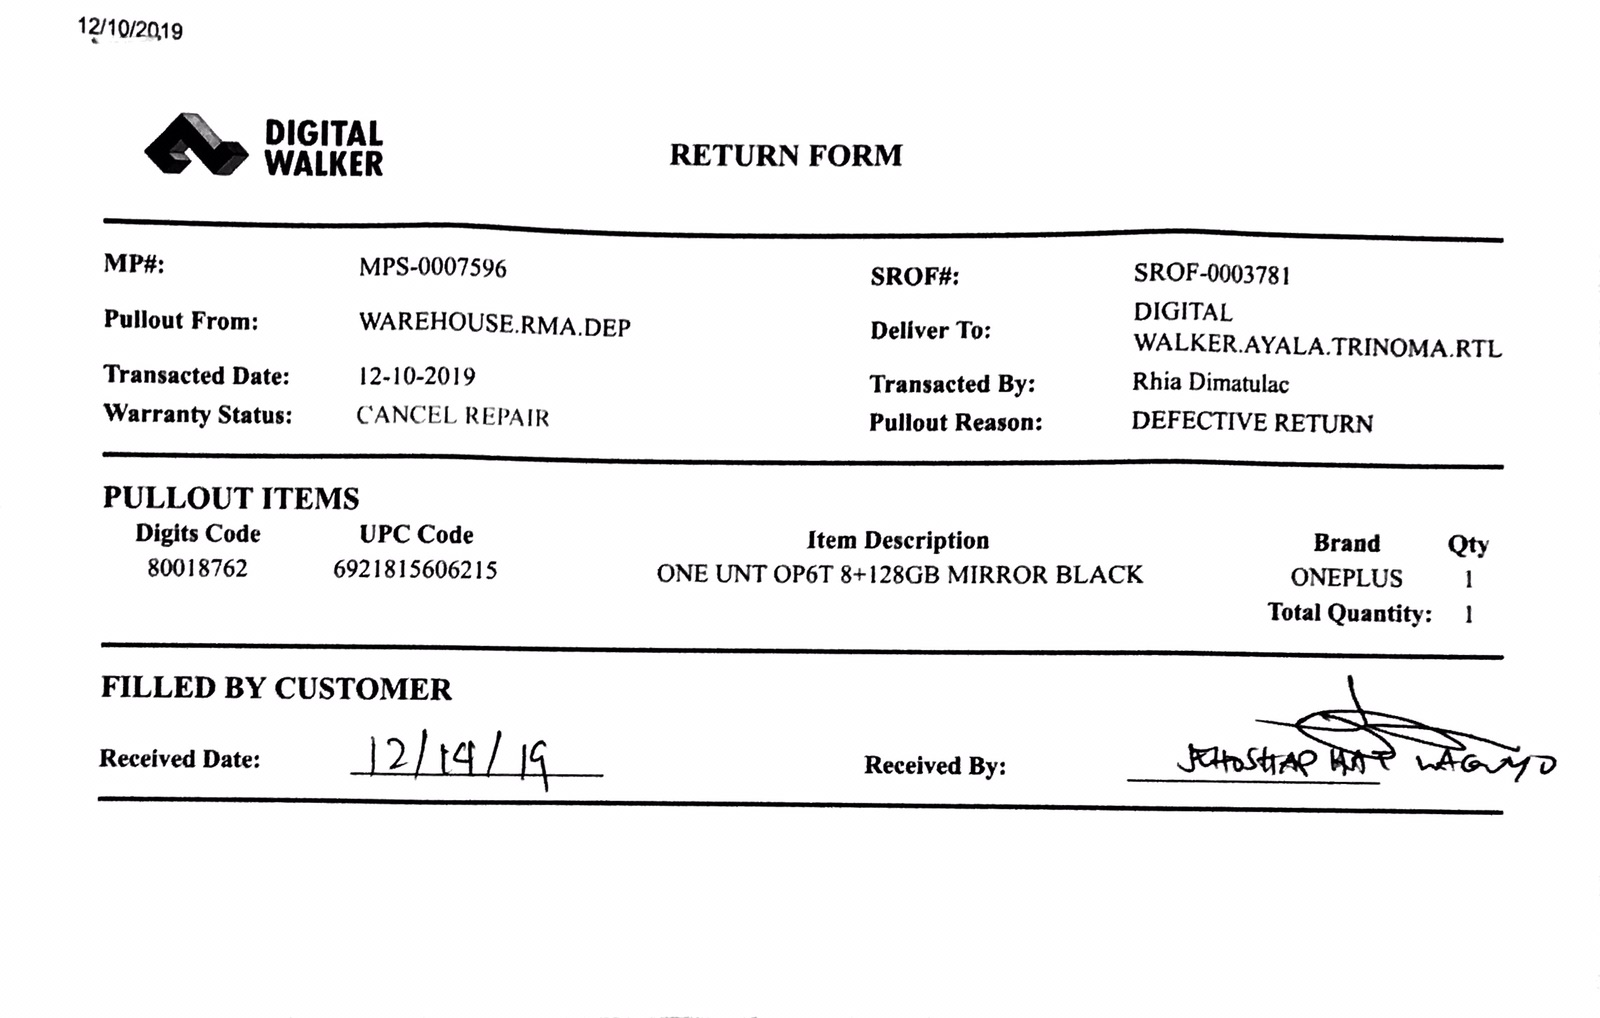 12/10/2019
DIGITAL
WALKER
RETURN FORM
MP#: MPS-0007596 SROF#: SROF-0003781
Pullout From: WAREHOUSE.RMA.DEP Deliver To: DIGITAL
WALKER.AYALA.TRINOMA.RTL
Transacted Date: 12-10-2019 Transacted By: Rhia Dimatulac
Warranty Status: CANCEL REPAIR Pullout Reason: DEFECTIVE RETURN
PULLOUT ITEMS
Digits Code UPC Code Item Description Brand Qty
80018762 6921815606215 ONE UNT OP6T 8+128GB MIRROR BLACK ONEPLUS 1
Total Quantity: 1
FILLED BY CUSTOMER
Received Date: 12/14/19 Received By: JEHOSHAPHAT